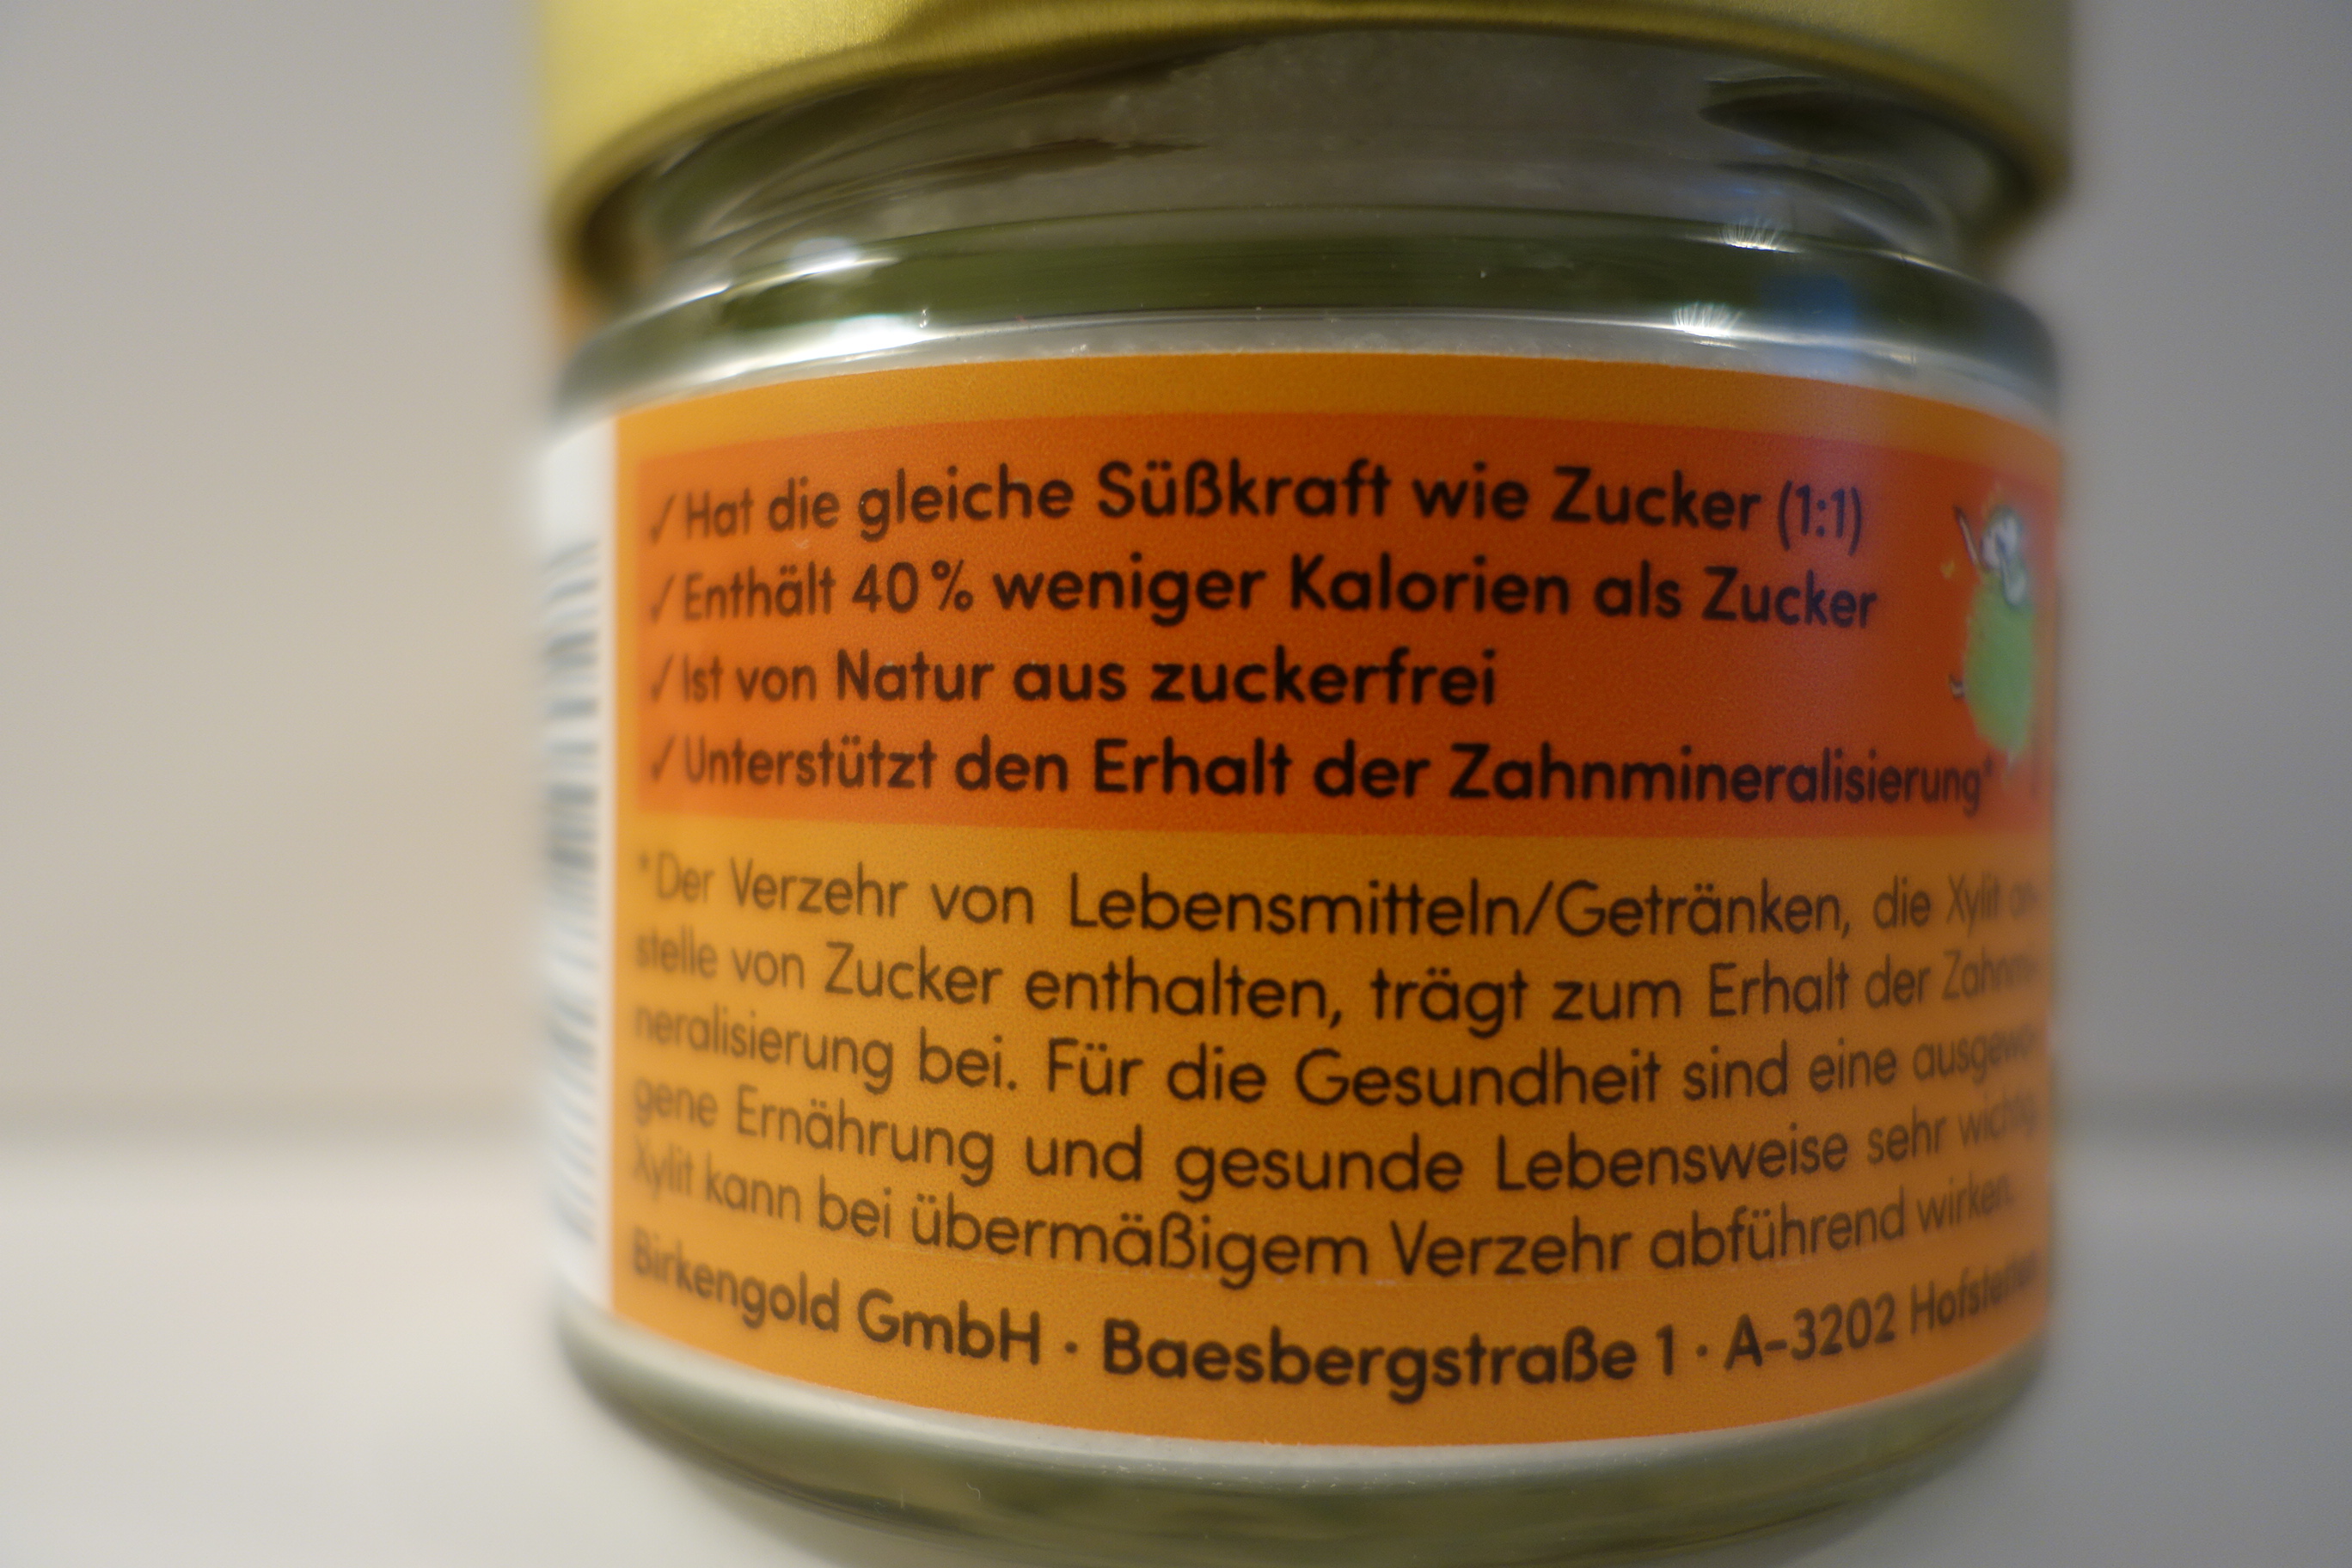 ✓Hat die gleiche Süßkraft wie Zucker (1:1)
✓Enthält 40% weniger Kalorien als Zucker
✓Ist von Natur aus zuckerfrei
✓Unterstützt den Erhalt der Zahnmineralisierung*
*Der Verzehr von Lebensmitteln/Getränken, die Xylit an-
stelle von Zucker enthalten, trägt zum Erhalt der Zahnmi-
neralisierung bei. Für die Gesundheit sind eine ausgewo-
gene Ernährung und gesunde Lebensweise sehr wichtig.
Xylit kann bei übermäßigem Verzehr abführend wirken.
Birkengold GmbH · Baesbergstraße 1 · A-3202